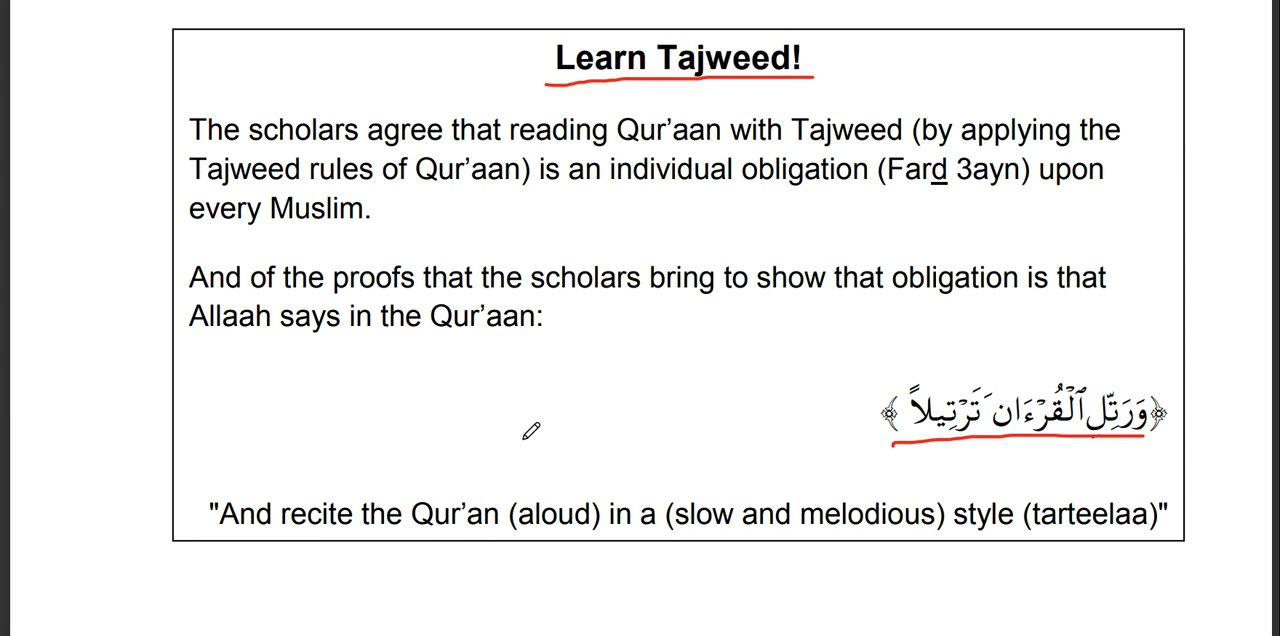 Learn Tajweed!
The scholars agree that reading Qur’aan with Tajweed (by applying the
Tajweed rules of Qur’aan) is an individual obligation (Fard 3ayn) upon
every Muslim.
And of the proofs that the scholars bring to show that obligation is that
Allaah says in the Qur’aan:
﴿وَرَتِّلِ ٱلْقُرْءَانَ تَرْتِيلاً ﴾
"And recite the Qur’an (aloud) in a (slow and melodious) style (tarteelaa)"